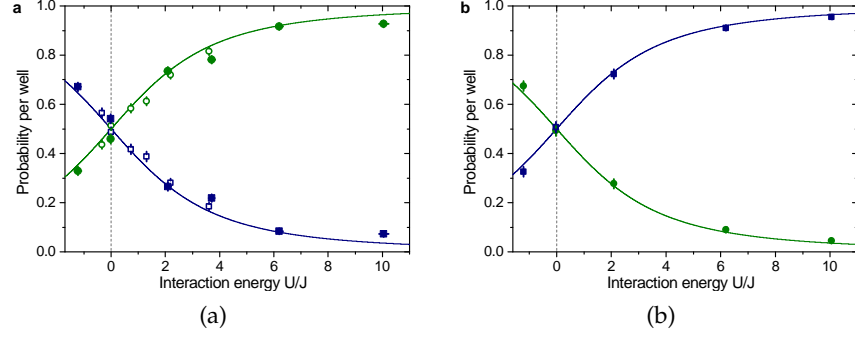 a
b
1.0
0.8
0.6
0.4
0.2
0.0
Probability per well
0 2 4 6 8 10
Interaction energy U/J
(a)
1.0
0.8
0.6
0.4
0.2
0.0
Probability per well
0 2 4 6 8 10
Interaction energy U/J
(b)